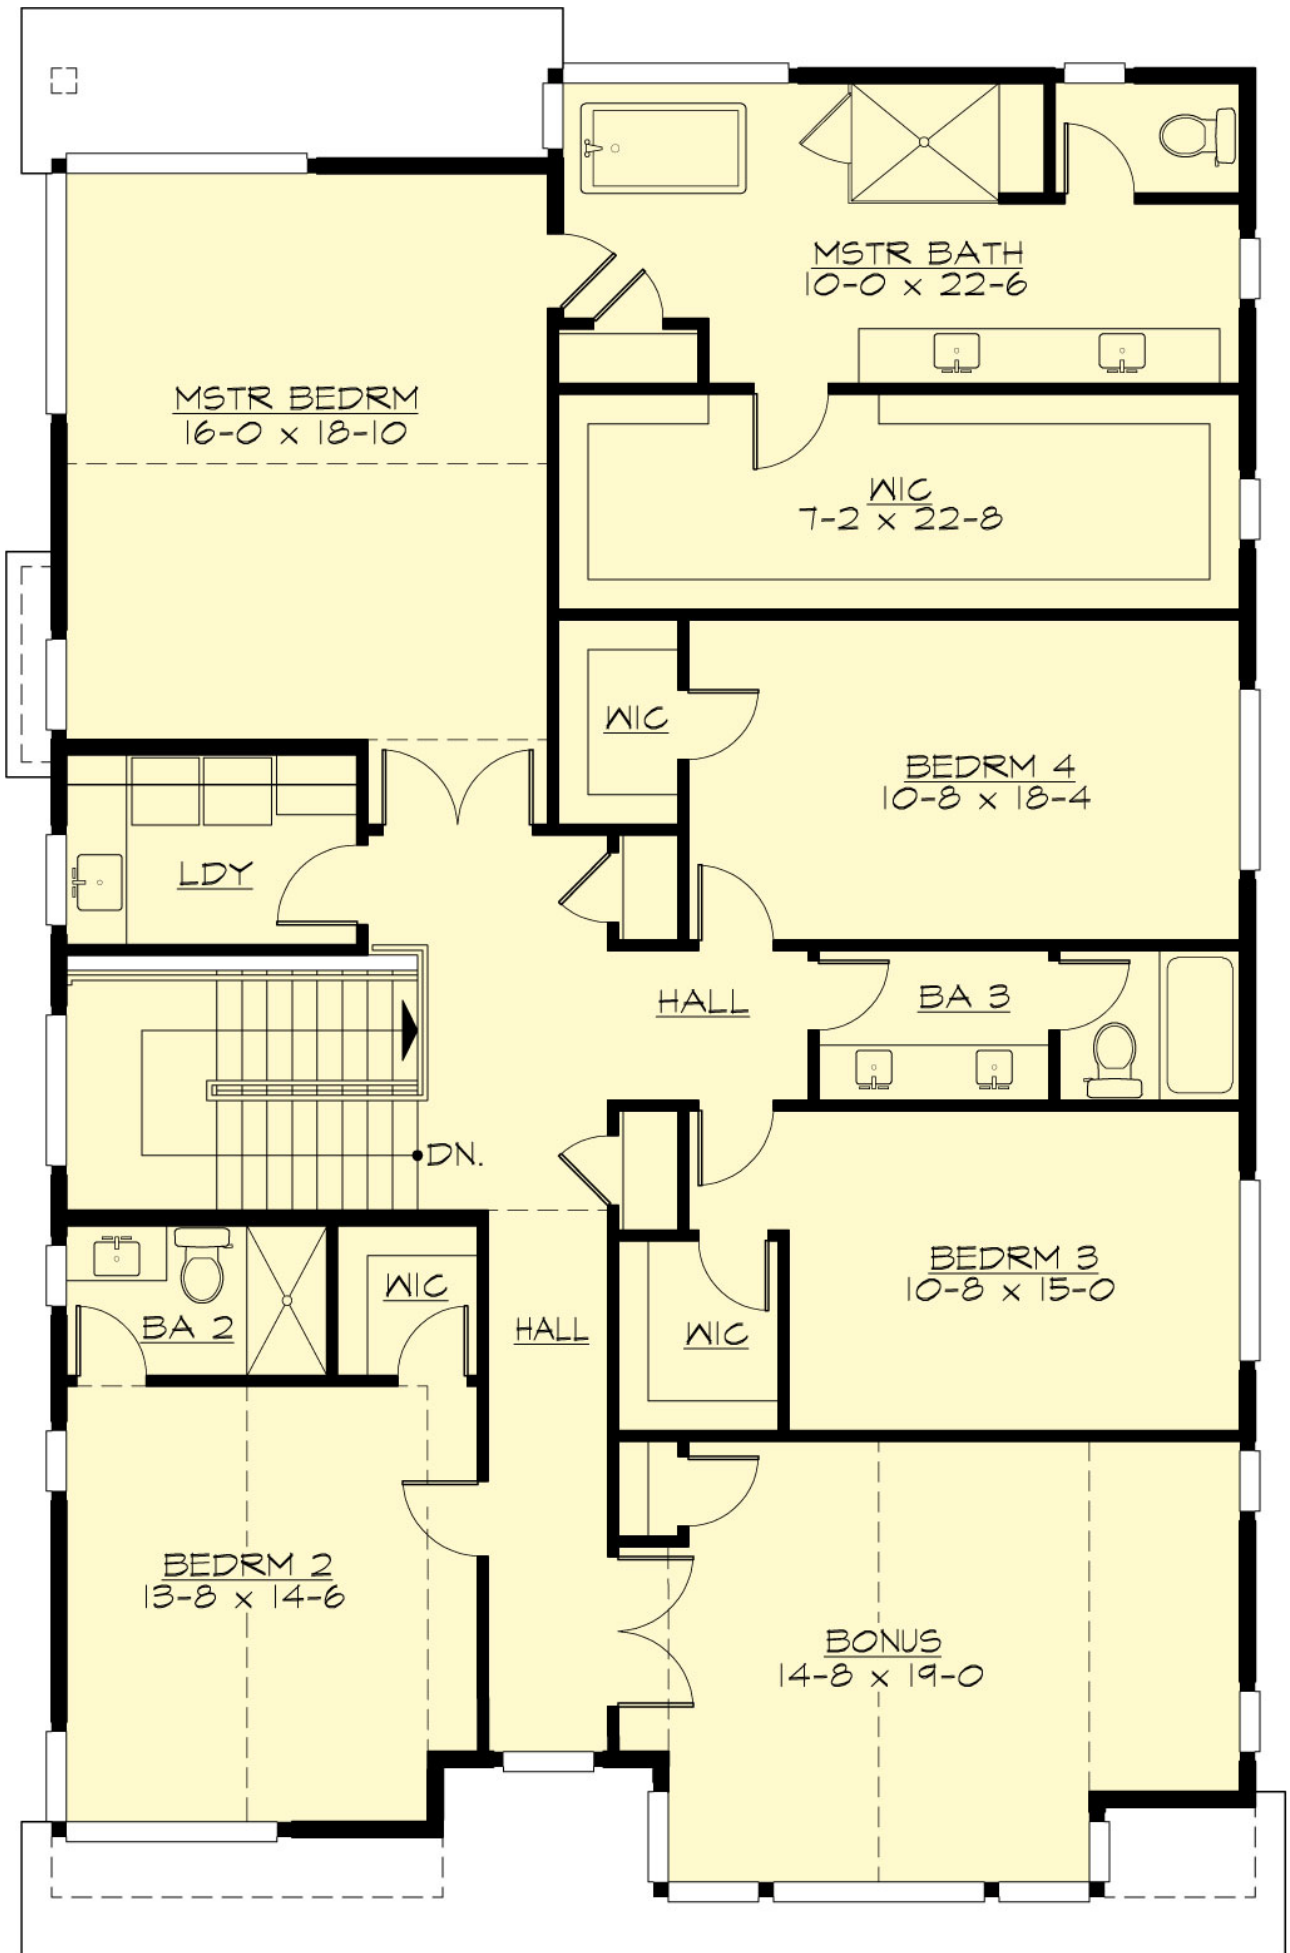 MSTR BATH
10-0 x 22-6
MSTR BEDRM
16-0 x 18-10
WIC
7-2 x 22-8
WIC
BEDRM 4
10-8 x 18-4
LDY
HALL
BA 3
DN.
BEDRM 3
10-8 x 15-0
WIC
BA 2
HALL
WIC
BEDRM 2
13-8 x 14-6
BONUS
14-8 x 19-0